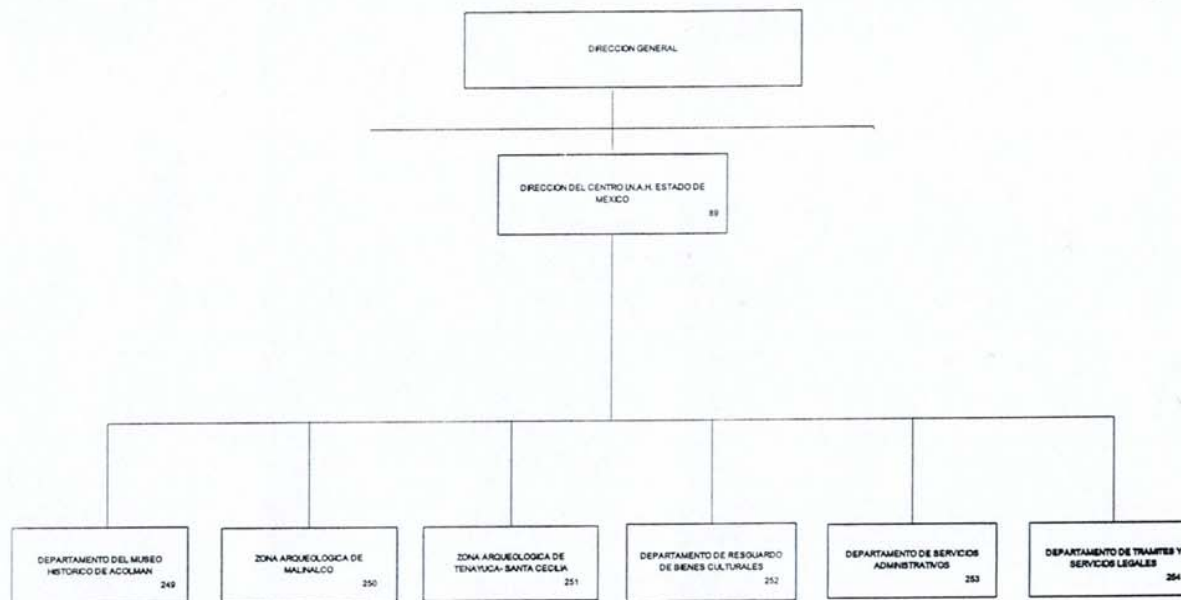 DIRECCION GENERAL
DIRECCION DEL CENTRO I.N.A.H. ESTADO DE
MEXICO
89
DEPARTAMENTO DEL MUSEO
HISTORICO DE ACOLMAN
249
ZONA ARQUEOLOGICA DE
MALINALCO
250
ZONA ARQUEOLOGICA DE
TENAYUCA- SANTA CECILIA
251
DEPARTAMENTO DE RESGUARDO
DE BIENES CULTURALES
252
DEPARTAMENTO DE SERVICIOS
ADMINISTRATIVOS
253
DEPARTAMENTO DE TRAMITES Y
SERVICIOS LEGALES
254